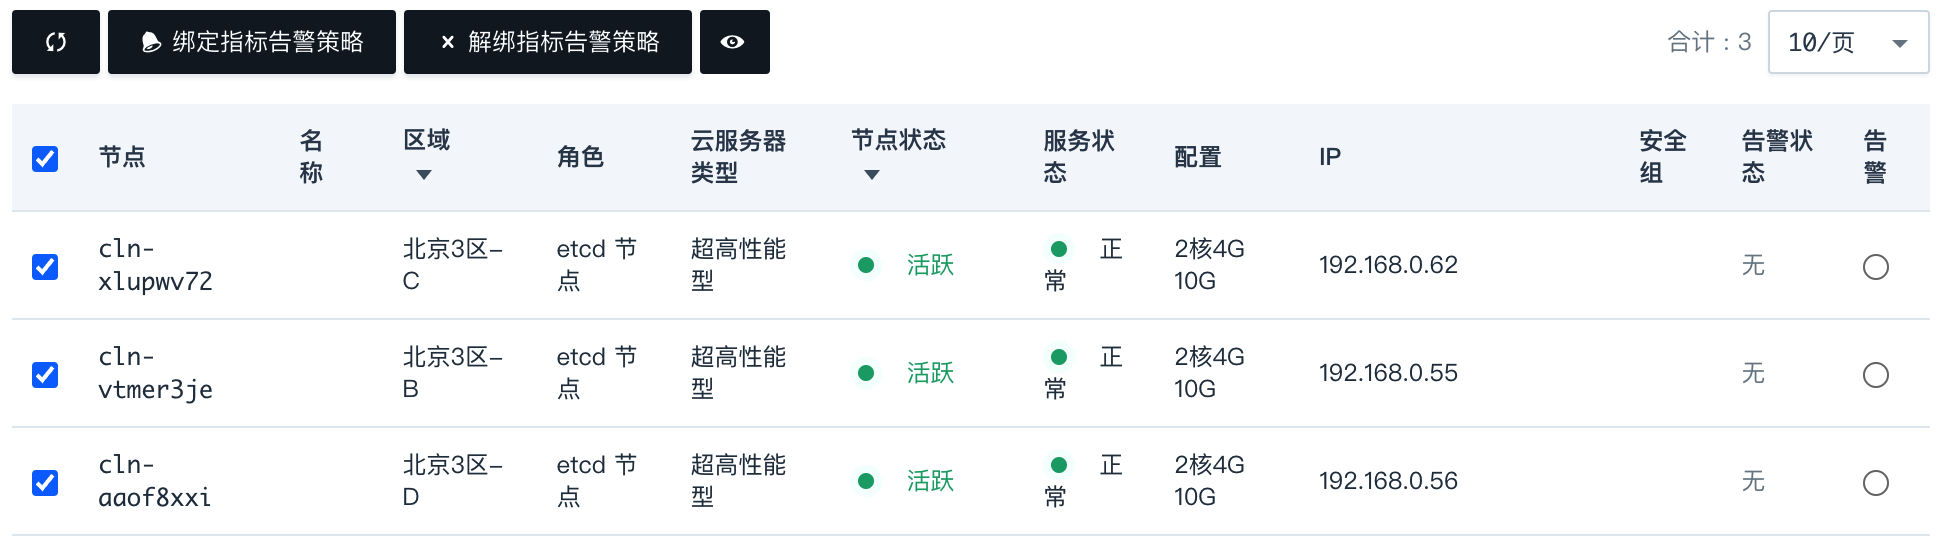 绑定指标告警策略 解绑指标告警策略 合计：3 10/页
节点 名称 区域 角色 云服务器类型 节点状态 服务状态 配置 IP 安全组 告警状态 告警
cln-xlupwv72 北京3区-C etcd 节点 超高性能型 活跃 正常 2核4G 10G 192.168.0.62 无
cln-vtmer3je 北京3区-B etcd 节点 超高性能型 活跃 正常 2核4G 10G 192.168.0.55 无
cln-aaof8xxi 北京3区-D etcd 节点 超高性能型 活跃 正常 2核4G 10G 192.168.0.56 无